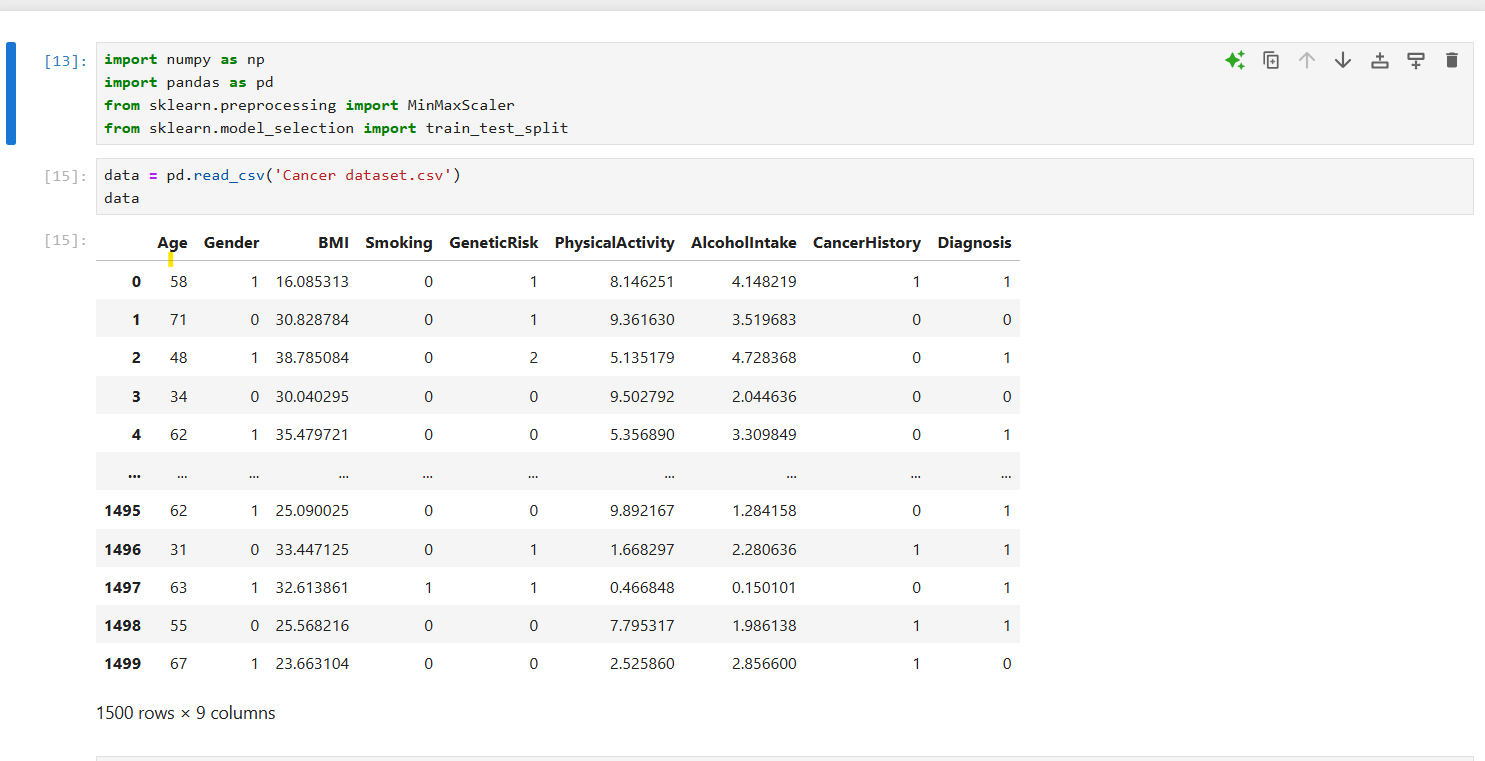 [13]: import numpy as np
import pandas as pd
from sklearn.preprocessing import MinMaxScaler
from sklearn.model_selection import train_test_split
[15]: data = pd.read_csv('Cancer dataset.csv')
data
[15]: Age Gender BMI Smoking GeneticRisk PhysicalActivity AlcoholIntake CancerHistory Diagnosis
0 58 1 16.085313 0 1 8.146251 4.148219 1 1
1 71 0 30.828784 0 1 9.361630 3.519683 0 0
2 48 1 38.785084 0 2 5.135179 4.728368 0 1
3 34 0 30.040295 0 0 9.502792 2.044636 0 0
4 62 1 35.479721 0 0 5.356890 3.309849 0 1
... ... ... ... ... ... ... ... ... ...
1495 62 1 25.090025 0 0 9.892167 1.284158 0 1
1496 31 0 33.447125 0 1 1.668297 2.280636 1 1
1497 63 1 32.613861 1 1 0.466848 0.150101 0 1
1498 55 0 25.568216 0 0 7.795317 1.986138 1 1
1499 67 1 23.663104 0 0 2.525860 2.856600 1 0
1500 rows × 9 columns